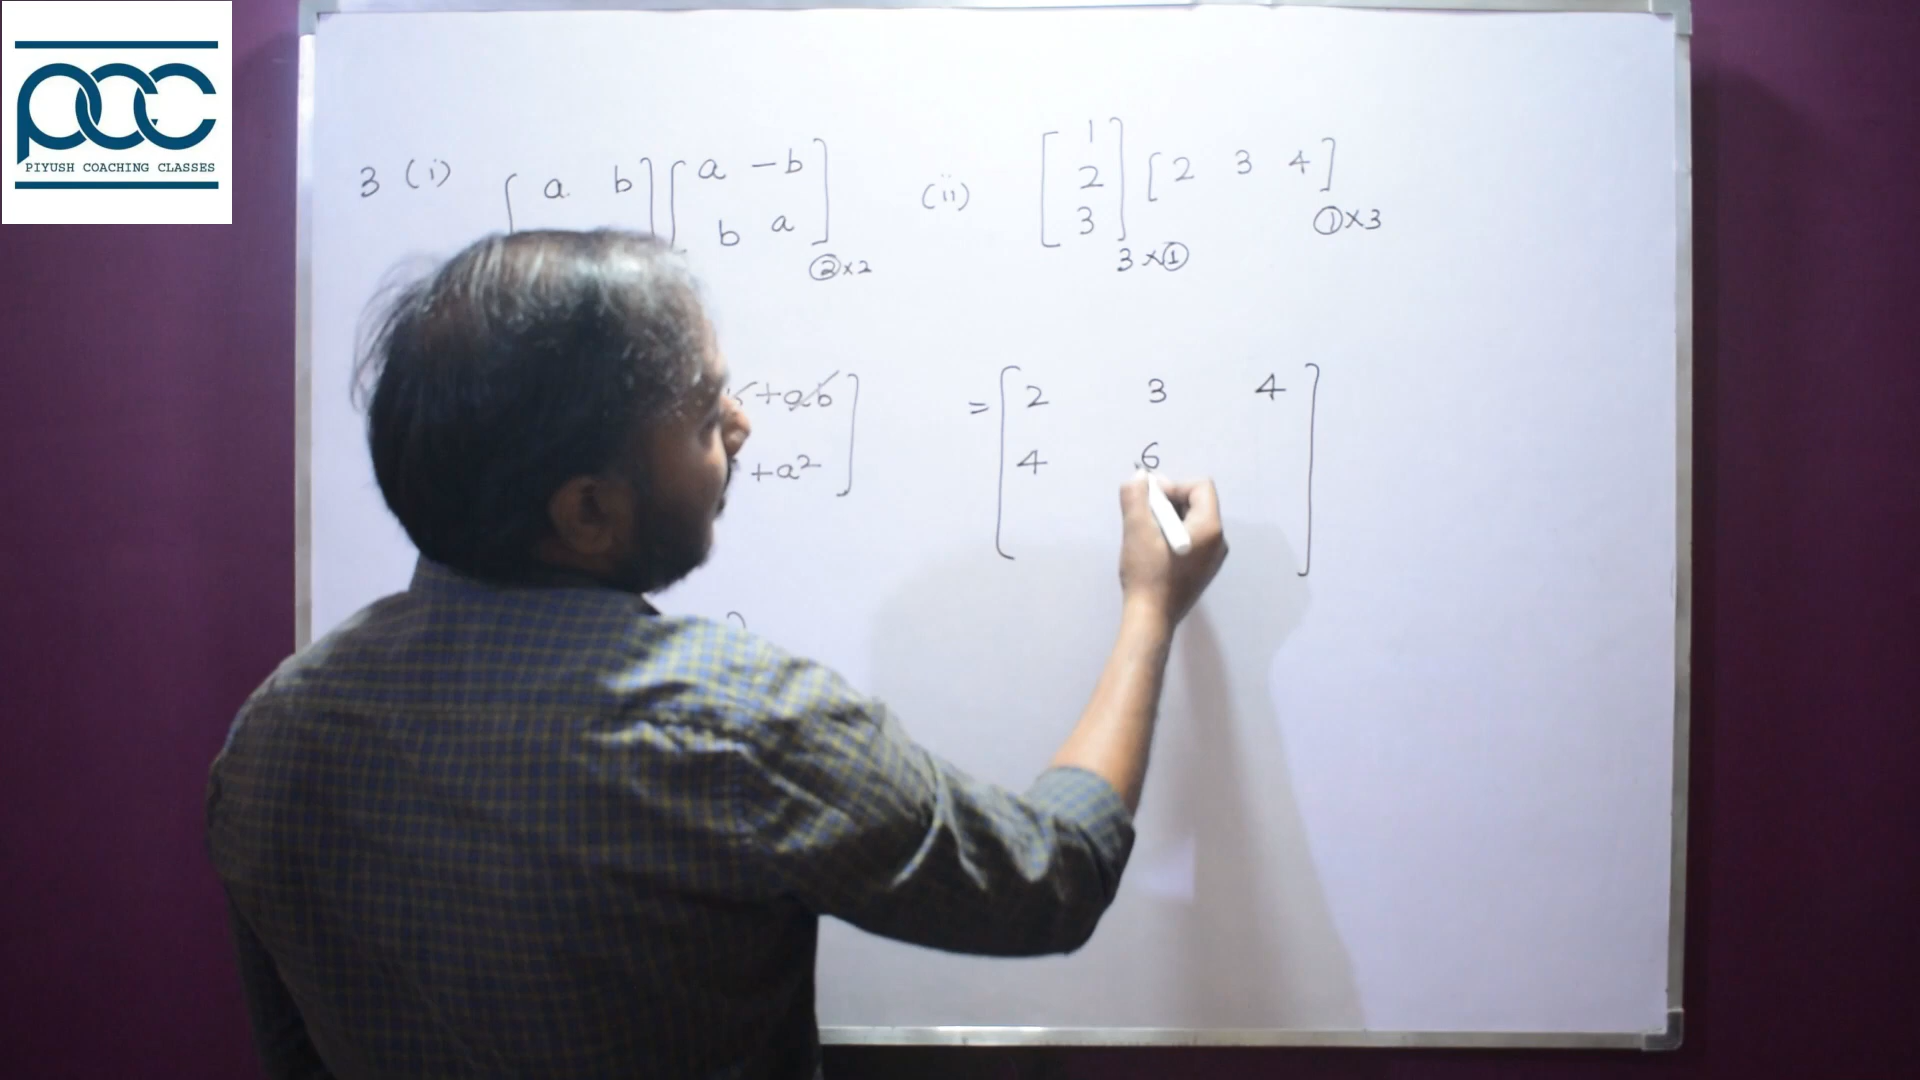 PCC
PIYUSH COACHING CLASSES
3 (i) [ a b ] [ a -b
b a ] ②×2
(ii) [ 1
2
3 ] 3×① [ 2 3 4 ] ①×3
+ab ]
+a² ]
= [ 2 3 4
4 6 ]